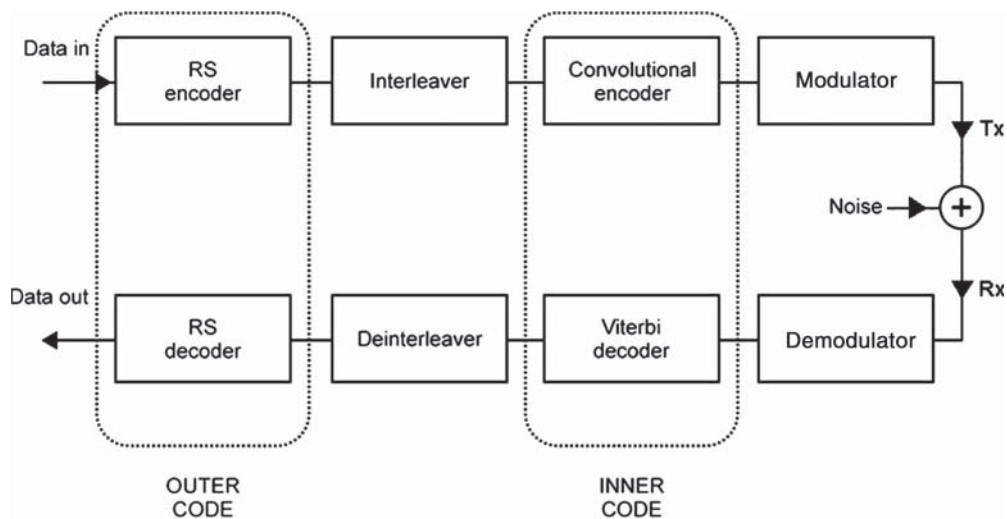 Data in
RS
encoder
Interleaver
Convolutional
encoder
Modulator
Tx
Noise
+
Rx
Data out
RS
decoder
Deinterleaver
Viterbi
decoder
Demodulator
OUTER
CODE
INNER
CODE